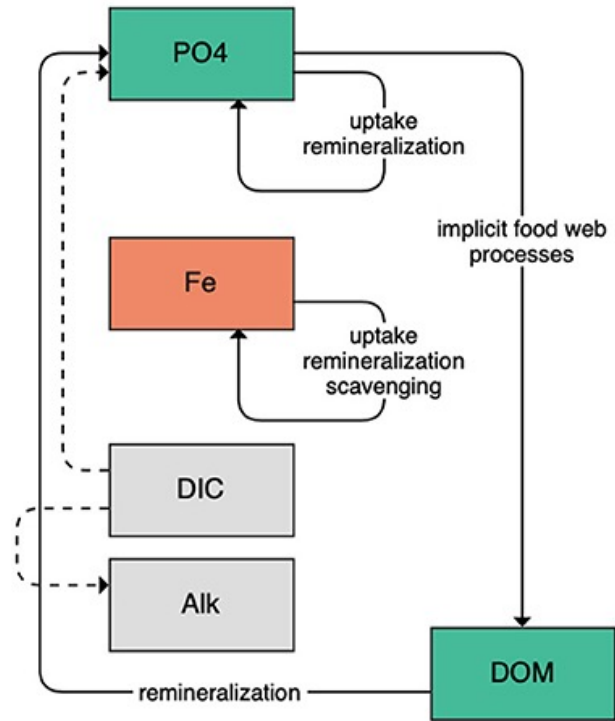 PO4
uptake
remineralization
implicit food web
processes
Fe
uptake
remineralization
scavenging
DIC
Alk
DOM
remineralization